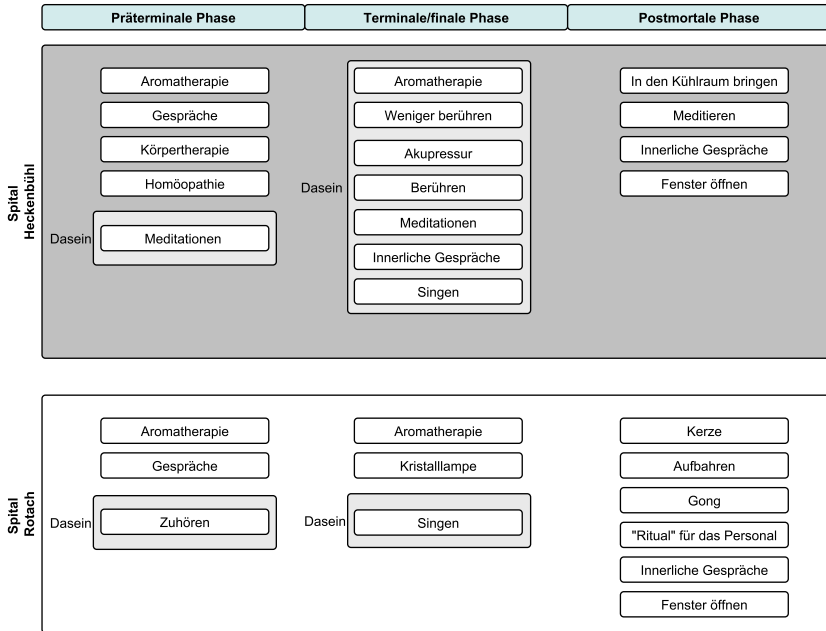 Präterminale Phase
Terminale/finale Phase
Postmortale Phase
Spital
Heckenbühl
Aromatherapie
Gespräche
Körpertherapie
Homöopathie
Dasein
Meditationen
Dasein
Aromatherapie
Weniger berühren
Akupressur
Berühren
Meditationen
Innerliche Gespräche
Singen
In den Kühlraum bringen
Meditieren
Innerliche Gespräche
Fenster öffnen
Spital
Rotach
Aromatherapie
Gespräche
Dasein
Zuhören
Aromatherapie
Kristalllampe
Dasein
Singen
Kerze
Aufbahren
Gong
"Ritual" für das Personal
Innerliche Gespräche
Fenster öffnen